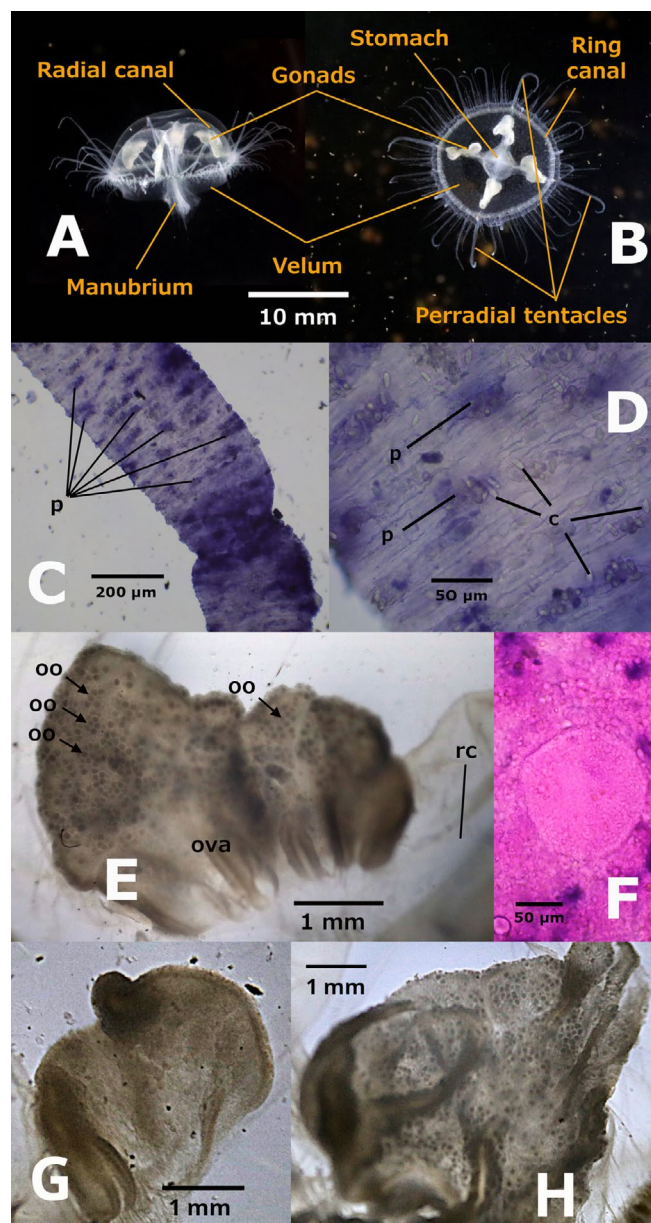 Radial canal
Gonads
Stomach
Ring
canal
A
B
Manubrium
Velum
Perradial tentacles
10 mm
p
C
200 µm
D
p
p
c
50 µm
oo
oo
oo
oo
rc
ova
E
1 mm
F
50 µm
G
1 mm
1 mm
H